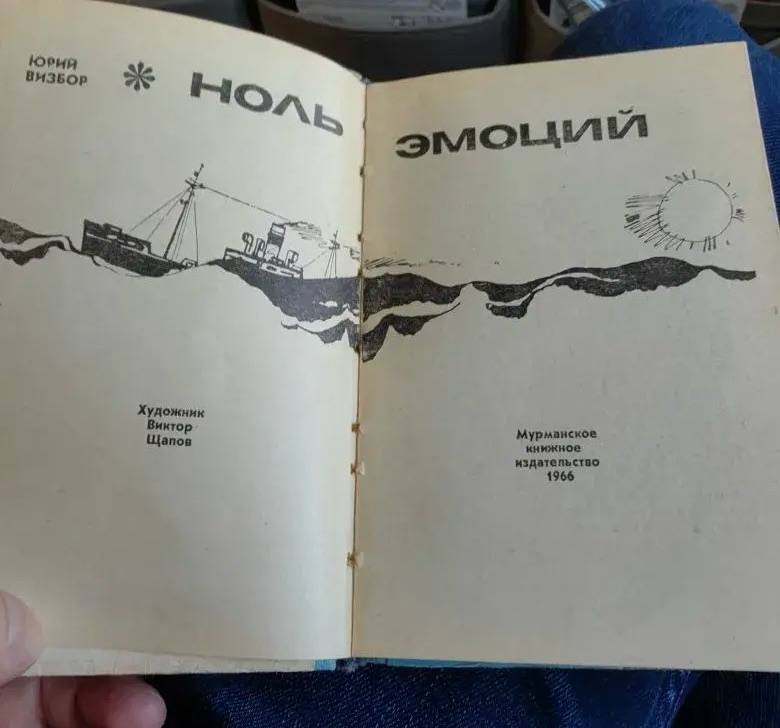 ЮРИЙ
ВИЗБОР
* НОЛЬ ЭМОЦИЙ
Художник
Виктор
Щапов
Мурманское
книжное
издательство
1966